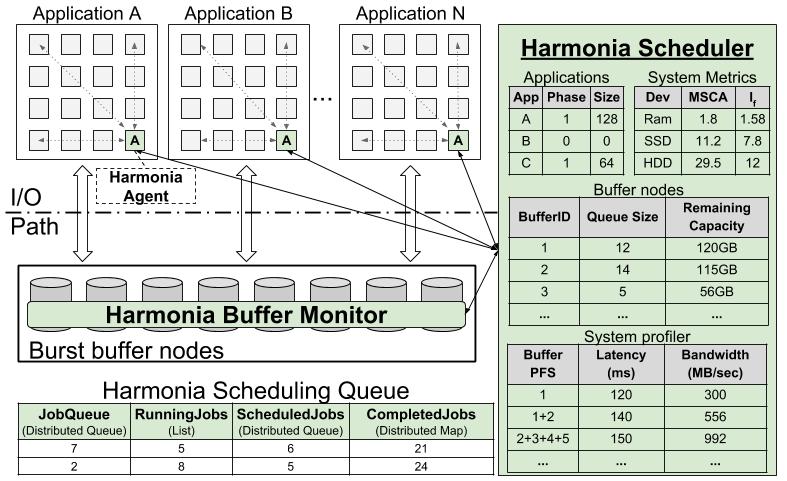 Application A
Application B
Application N
...
A
A
A
Harmonia
Agent
I/O
Path
Harmonia Buffer Monitor
Burst buffer nodes
Harmonia Scheduling Queue
JobQueue RunningJobs ScheduledJobs CompletedJobs
(Distributed Queue) (List) (Distributed Queue) (Distributed Map)
7 5 6 21
2 8 5 24
Harmonia Scheduler
Applications
App Phase Size
A 1 128
B 0 0
C 1 64
System Metrics
Dev MSCA If
Ram 1.8 1.58
SSD 11.2 7.8
HDD 29.5 12
Buffer nodes
BufferID Queue Size Remaining
Capacity
1 12 120GB
2 14 115GB
3 5 56GB
... ... ...
System profiler
Buffer Latency Bandwidth
PFS (ms) (MB/sec)
1 120 300
1+2 140 556
2+3+4+5 150 992
... ... ...